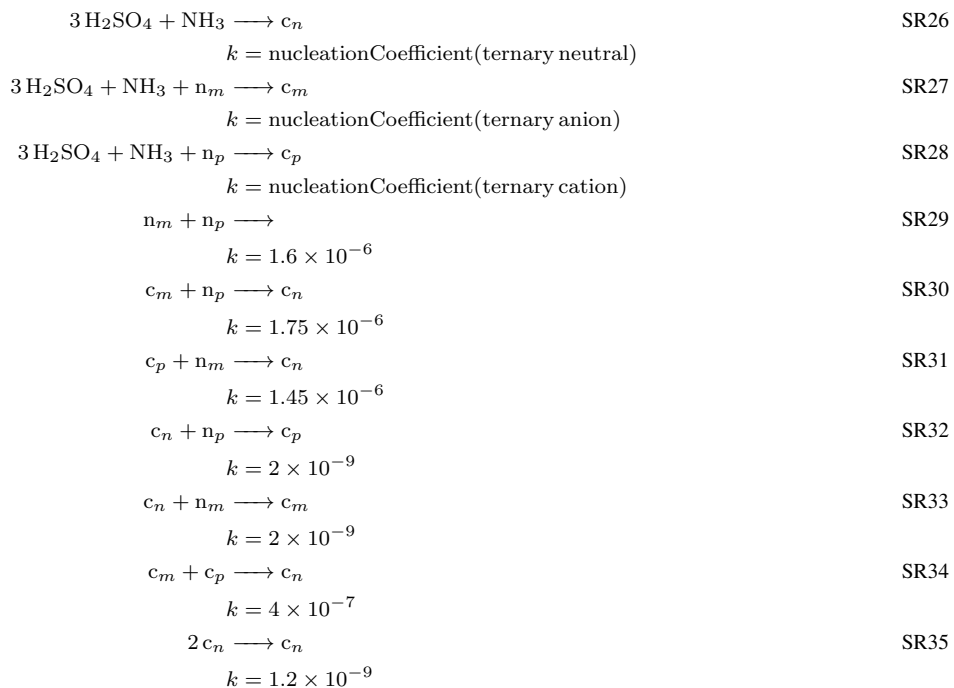 3 H₂SO₄ + NH₃ ⟶ cₙ SR26
k = nucleationCoefficient(ternary neutral)
3 H₂SO₄ + NH₃ + nₘ ⟶ cₘ SR27
k = nucleationCoefficient(ternary anion)
3 H₂SO₄ + NH₃ + nₚ ⟶ cₚ SR28
k = nucleationCoefficient(ternary cation)
nₘ + nₚ ⟶ SR29
k = 1.6 × 10⁻⁶
cₘ + nₚ ⟶ cₙ SR30
k = 1.75 × 10⁻⁶
cₚ + nₘ ⟶ cₙ SR31
k = 1.45 × 10⁻⁶
cₙ + nₚ ⟶ cₚ SR32
k = 2 × 10⁻⁹
cₙ + nₘ ⟶ cₘ SR33
k = 2 × 10⁻⁹
cₘ + cₚ ⟶ cₙ SR34
k = 4 × 10⁻⁷
2 cₙ ⟶ cₙ SR35
k = 1.2 × 10⁻⁹